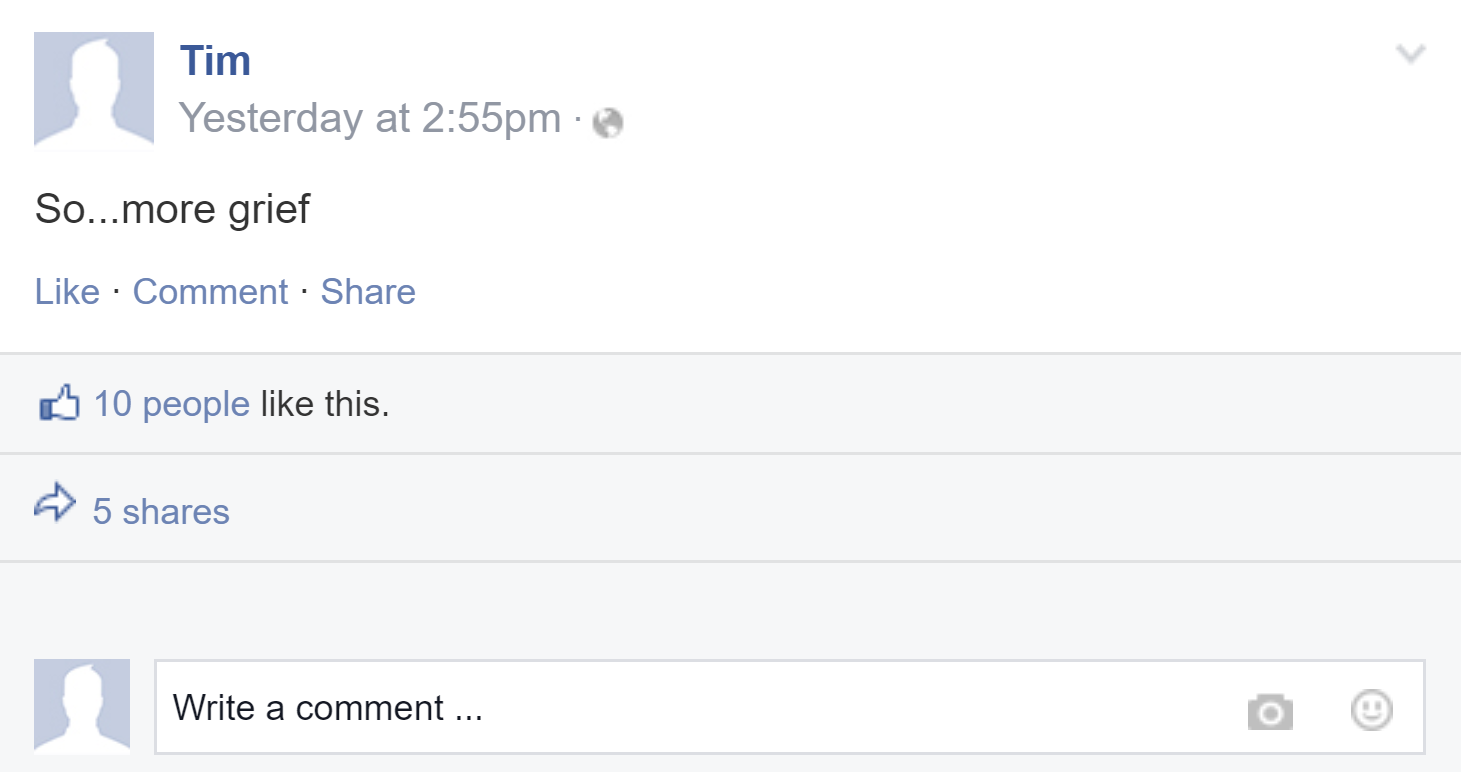 Tim
Yesterday at 2:55pm ·
So...more grief
Like · Comment · Share
10 people like this.
5 shares
Write a comment ...